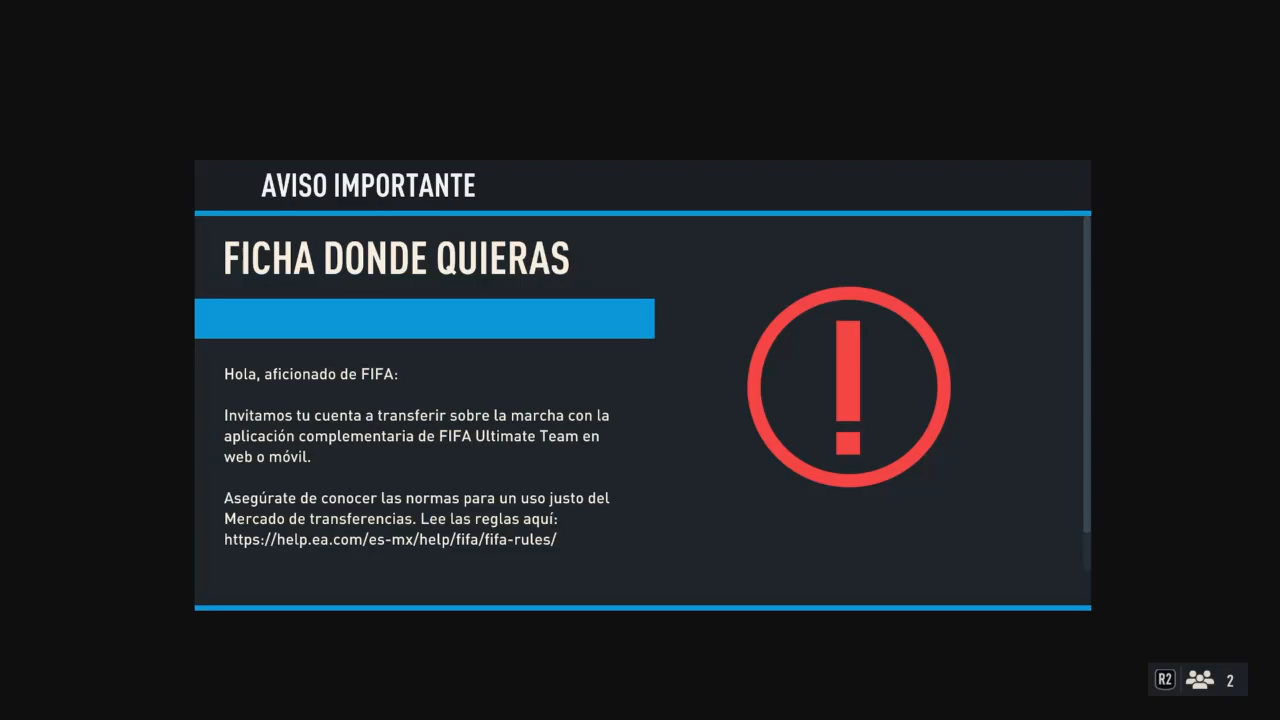 AVISO IMPORTANTE
FICHA DONDE QUIERAS
Hola, aficionado de FIFA:
Invitamos tu cuenta a transferir sobre la marcha con la
aplicación complementaria de FIFA Ultimate Team en
web o móvil.
Asegúrate de conocer las normas para un uso justo del
Mercado de transferencias. Lee las reglas aquí:
https://help.ea.com/es-mx/help/fifa/fifa-rules/
R2 2